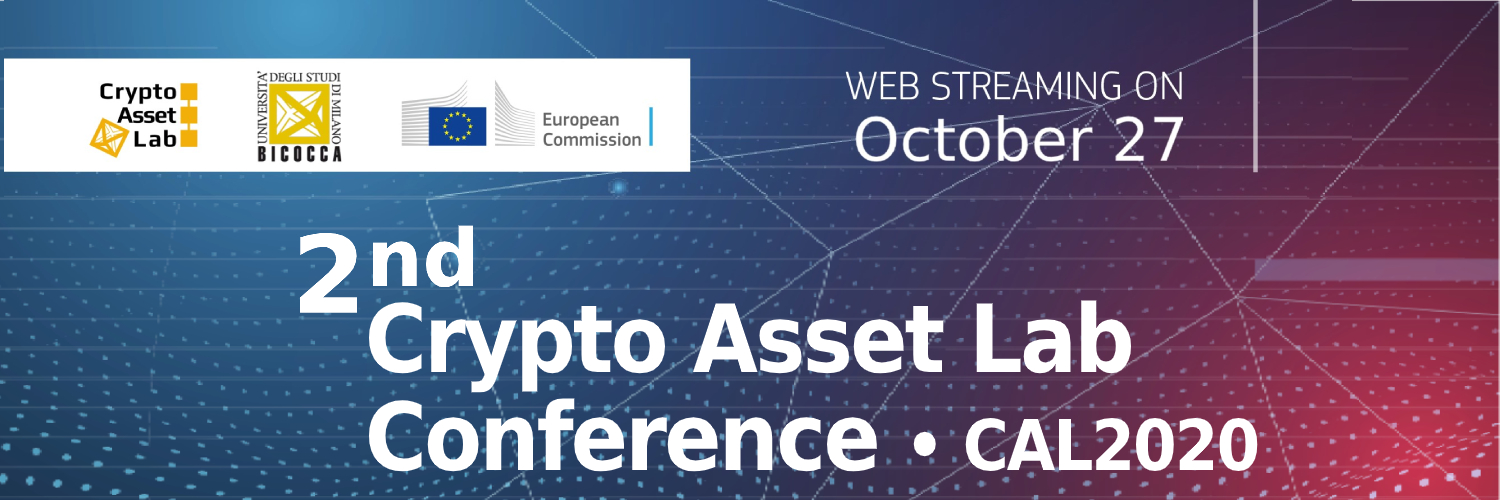 Crypto
Asset
Lab
UNIVERSITA' DEGLI STUDI DI MILANO
BICOCCA
European
Commission
WEB STREAMING ON
October 27
2nd
Crypto Asset Lab
Conference • CAL2020